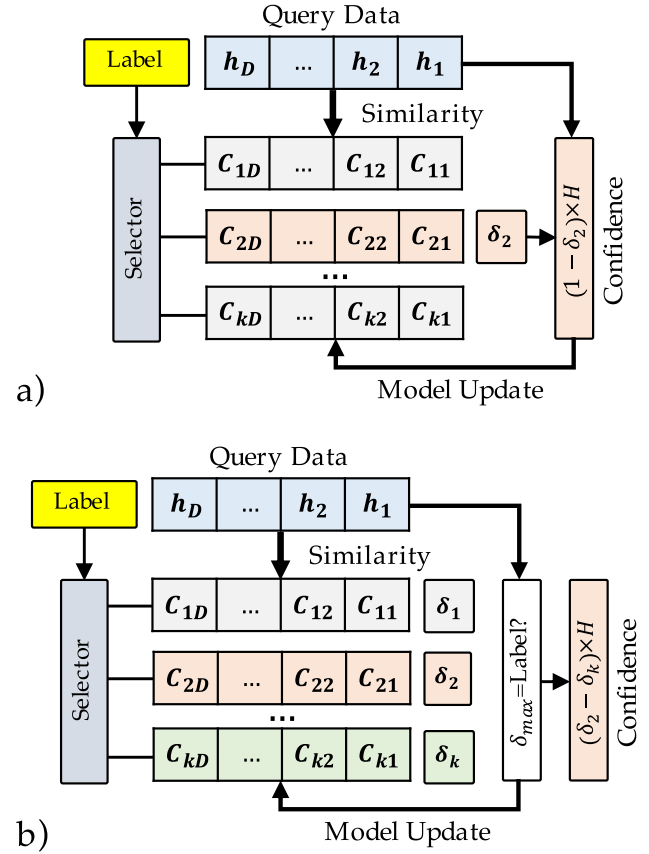 Query Data
Label
h_D ... h_2 h_1
Similarity
C_1D ... C_12 C_11
Selector
C_2D ... C_22 C_21 δ_2
(1 − δ_2)×H
Confidence
...
C_kD ... C_k2 C_k1
Model Update
a)
Query Data
Label
h_D ... h_2 h_1
Similarity
C_1D ... C_12 C_11 δ_1
Selector
C_2D ... C_22 C_21 δ_2
δ_max=Label?
(δ_2 − δ_k)×H
Confidence
...
C_kD ... C_k2 C_k1 δ_k
Model Update
b)